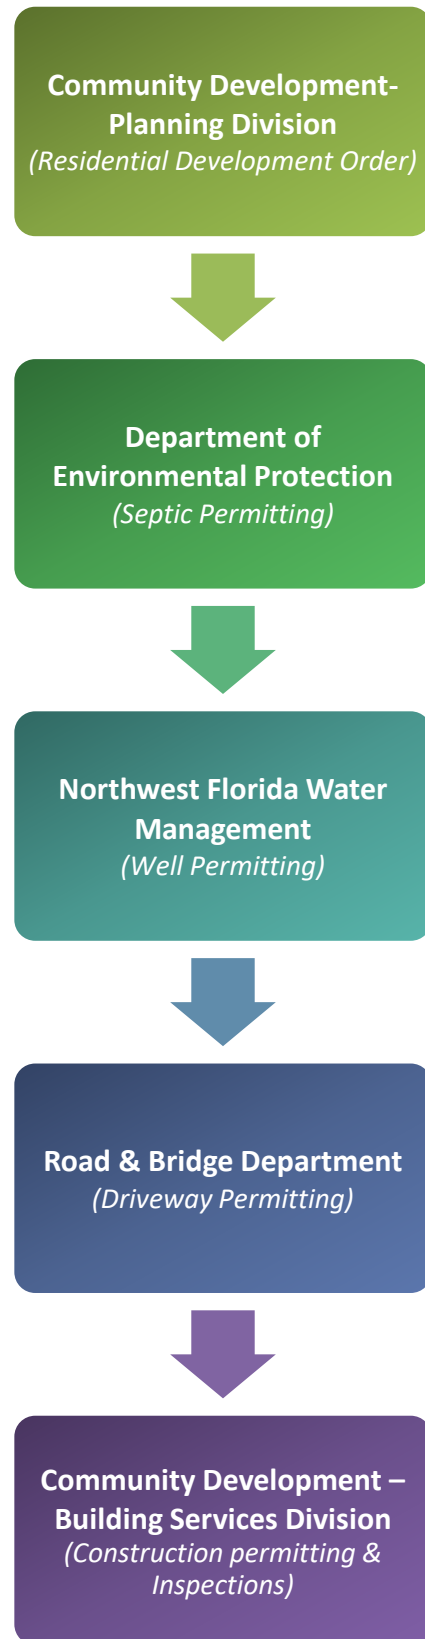 Community Development-
Planning Division
(Residential Development Order)
Department of
Environmental Protection
(Septic Permitting)
Northwest Florida Water
Management
(Well Permitting)
Road & Bridge Department
(Driveway Permitting)
Community Development –
Building Services Division
(Construction permitting &
Inspections)